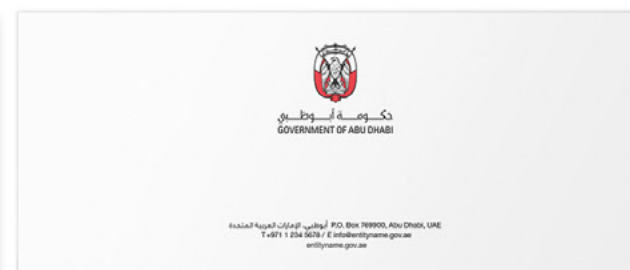 حكومة أبوظبي
GOVERNMENT OF ABU DHABI
P.O. Box 769900, Abu Dhabi, UAE أبوظبي، الإمارات العربية المتحدة
T +971 1 234 5678 / E info@entityname.gov.ae
entityname.gov.ae